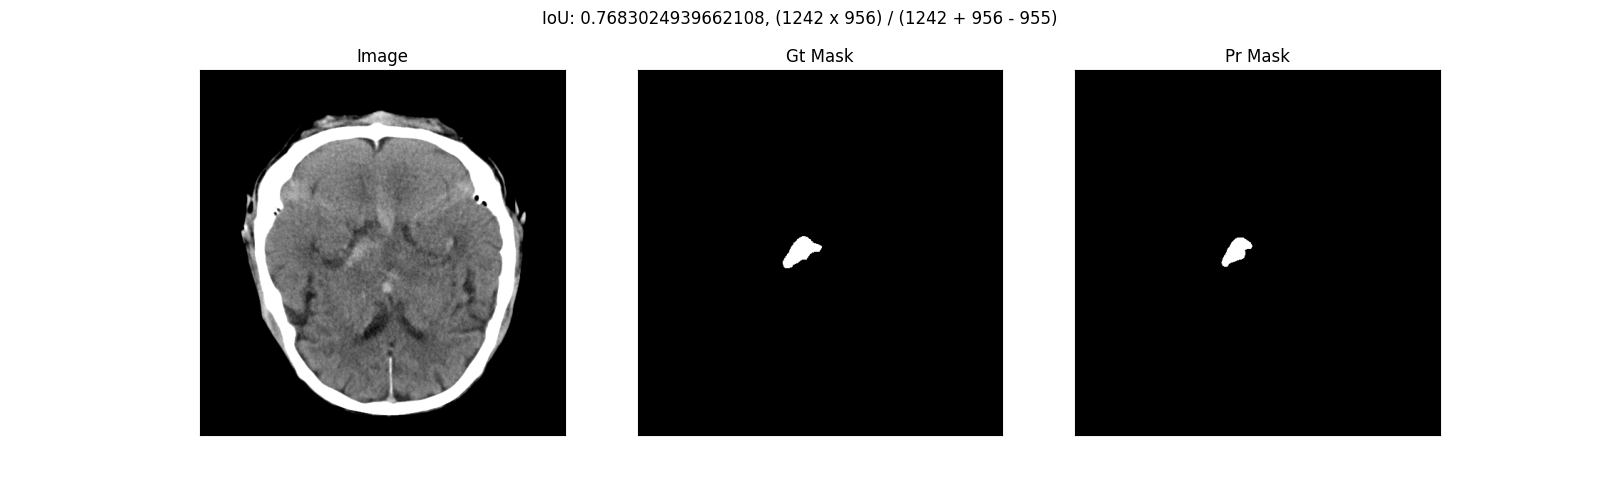 IoU: 0.7683024939662108, (1242 x 956) / (1242 + 956 - 955)
Image
Gt Mask
Pr Mask